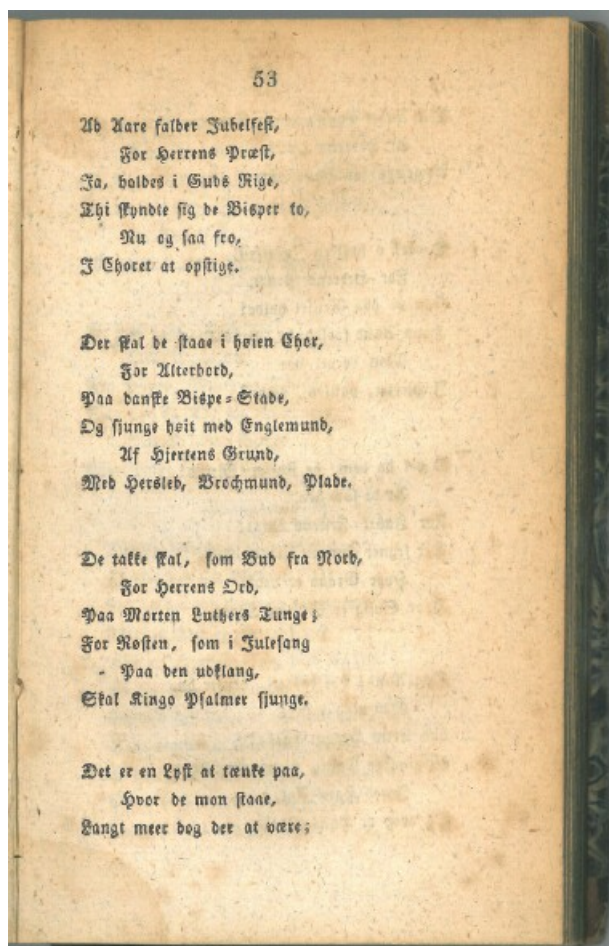 53
Ad Aare falder Jubelfest,
For Herrens Præst,
Ja, holdes i Guds Rige,
Thi skyndte sig de Bisper to,
Nu og saa fro,
I Choret at opstige.
Der skal de staae i høien Chor,
For Alterbord,
Paa danske Bispe-Stade,
Og sjunge høit med Englemund,
Af Hjertens Grund,
Med Hersleb, Brochmund, Plade.
De takke skal, som Bud fra Nord,
For Herrens Ord,
Paa Morten Luthers Tunge;
For Røsten, som i Julesang
- Paa den udklang,
Skal Kingo Psalmer sjunge.
Det er en Lyst at tænke paa,
Hvor de mon staae,
Langt meer dog der at være;